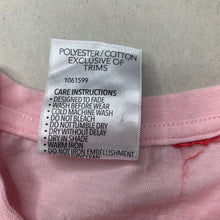 POLYESTER/COTTON
EXCLUSIVE OF
TRIMS
1061599
CARE INSTRUCTIONS
• DESIGNED TO FADE
• WASH BEFORE WEAR
• COLD MACHINE WASH
• DO NOT BLEACH
• DO NOT TUMBLE DRY
• DRY WITHOUT DELAY
• DRY IN SHADE
• WARM IRON
• DO NOT IRON EMBELLISHMENT